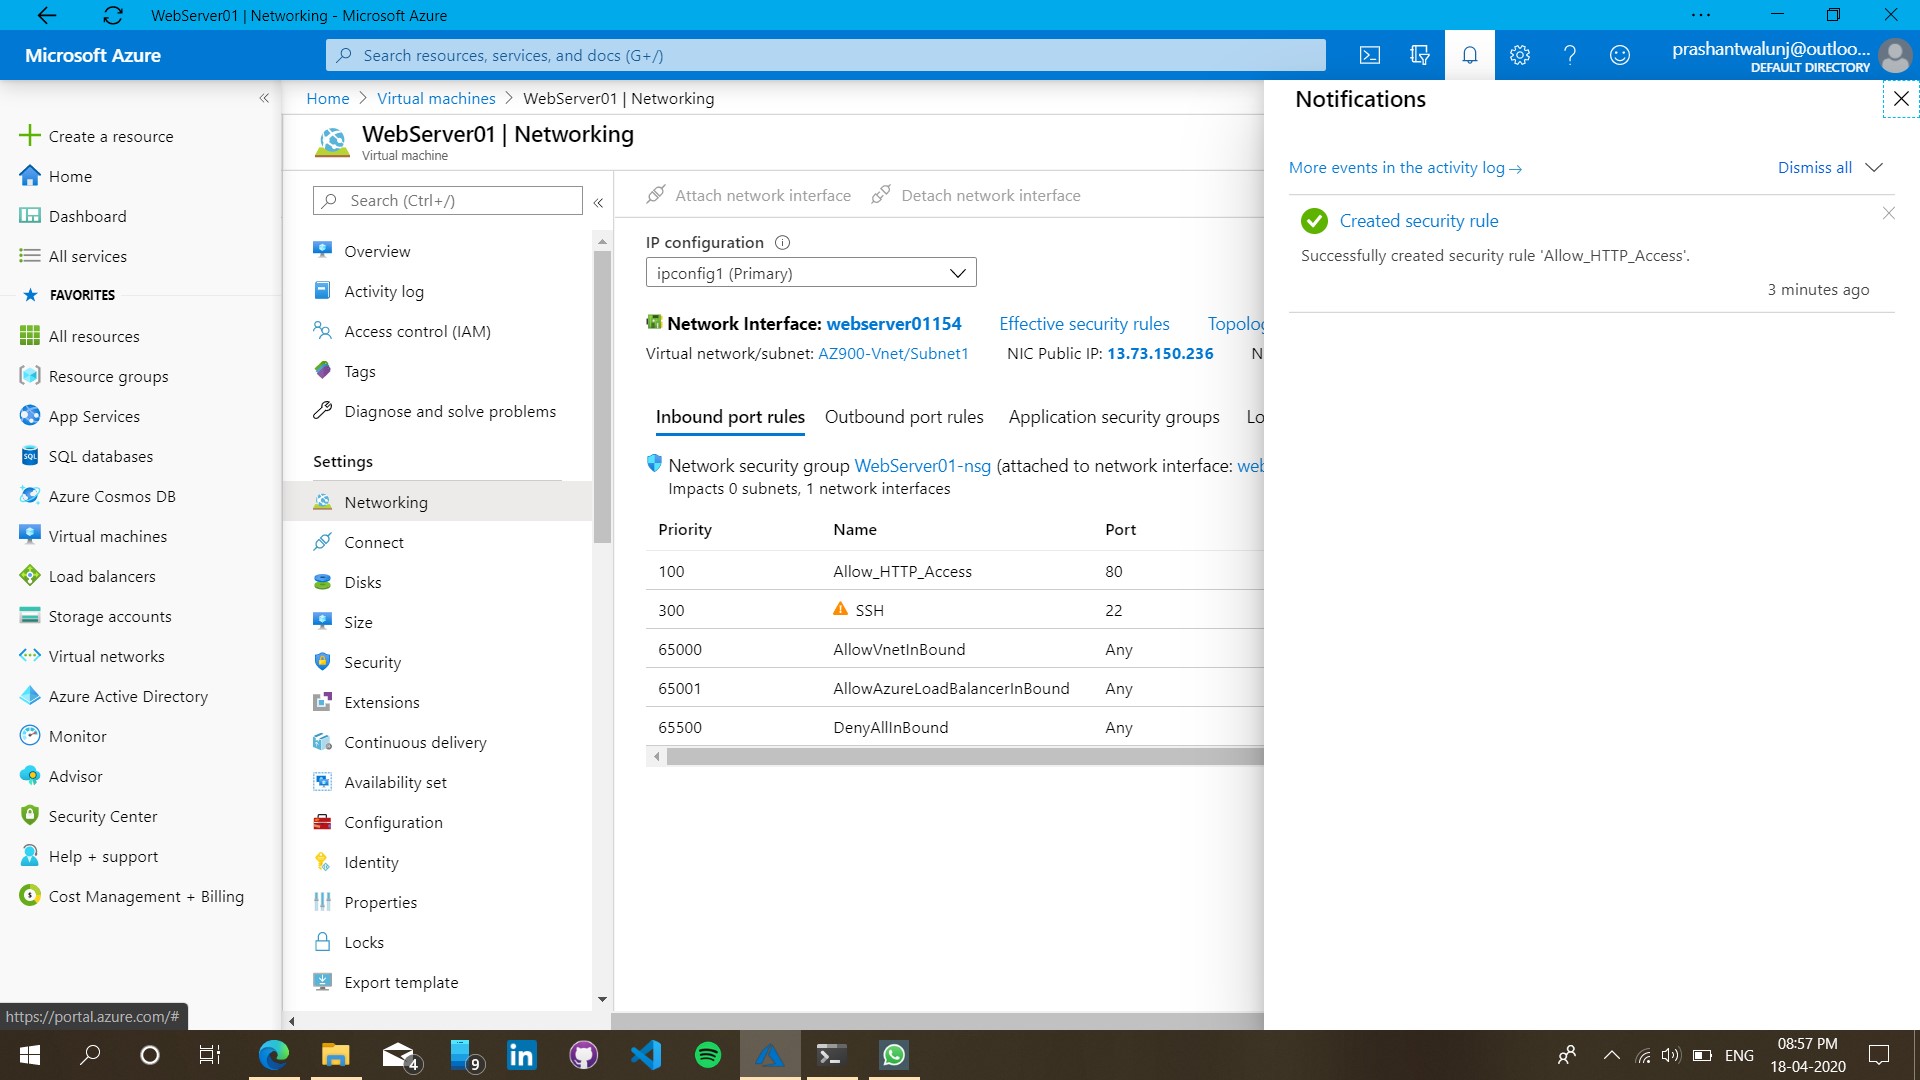 WebServer01 | Networking - Microsoft Azure
Microsoft Azure
Search resources, services, and docs (G+/)
prashantwalunj@outloo...
DEFAULT DIRECTORY
Create a resource
Home
Dashboard
All services
FAVORITES
All resources
Resource groups
App Services
SQL databases
Azure Cosmos DB
Virtual machines
Load balancers
Storage accounts
Virtual networks
Azure Active Directory
Monitor
Advisor
Security Center
Help + support
Cost Management + Billing
https://portal.azure.com/#
Home > Virtual machines > WebServer01 | Networking
WebServer01 | Networking
Virtual machine
Search (Ctrl+/)
Overview
Activity log
Access control (IAM)
Tags
Diagnose and solve problems
Settings
Networking
Connect
Disks
Size
Security
Extensions
Continuous delivery
Availability set
Configuration
Identity
Properties
Locks
Export template
Attach network interface Detach network interface
IP configuration
ipconfig1 (Primary)
Network Interface: webserver01154 Effective security rules Topolog
Virtual network/subnet: AZ900-Vnet/Subnet1 NIC Public IP: 13.73.150.236 N
Inbound port rules Outbound port rules Application security groups Lo
Network security group WebServer01-nsg (attached to network interface: web
Impacts 0 subnets, 1 network interfaces
Priority Name Port
100 Allow_HTTP_Access 80
300 SSH 22
65000 AllowVnetInBound Any
65001 AllowAzureLoadBalancerInBound Any
65500 DenyAllInBound Any
Notifications
More events in the activity log →
Dismiss all
Created security rule
Successfully created security rule 'Allow_HTTP_Access'.
3 minutes ago
4
9
ENG
08:57 PM
18-04-2020